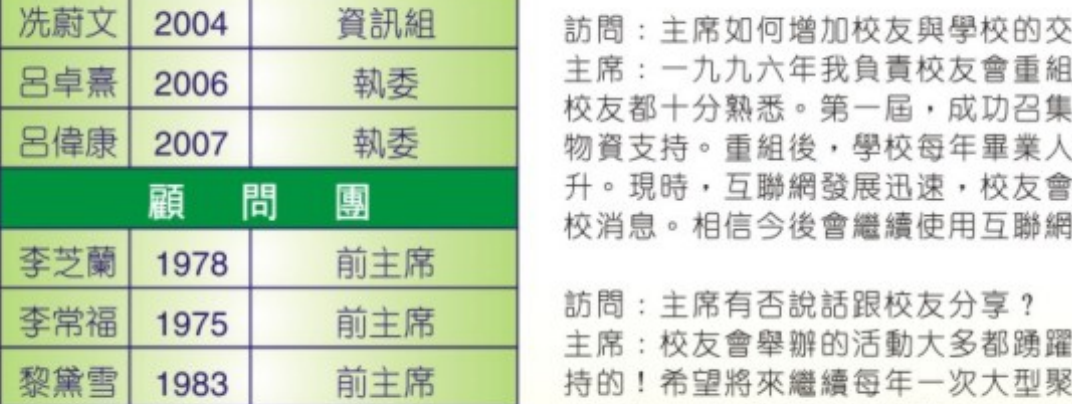 冼蔚文 2004 資訊組
呂卓熹 2006 執委
呂偉康 2007 執委
顧 問 團
李芝蘭 1978 前主席
李常福 1975 前主席
黎黛雪 1983 前主席
訪問：主席如何增加校友與學校的交
主席：一九九六年我負責校友會重組
校友都十分熟悉。第一屆，成功召集
物資支持。重組後，學校每年畢業人
升。現時，互聯網發展迅速，校友會
校消息。相信今後會繼續使用互聯網
訪問：主席有否說話跟校友分享？
主席：校友會舉辦的活動大多都踴躍
持的！希望將來繼續每年一次大型聚